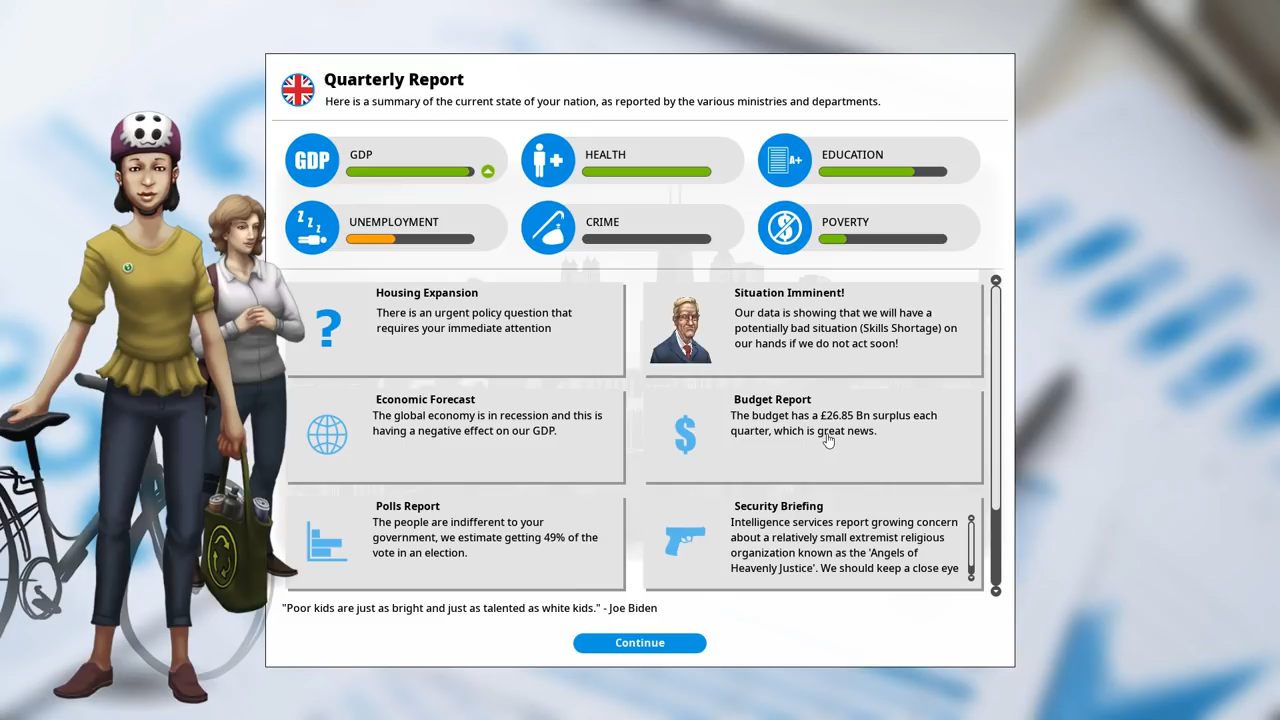 Quarterly Report
Here is a summary of the current state of your nation, as reported by the various ministries and departments.
GDP
GDP
HEALTH
A+
EDUCATION
Z Z Z
UNEMPLOYMENT
CRIME
$
POVERTY
Housing Expansion
?
There is an urgent policy question that
requires your immediate attention
Situation Imminent!
Our data is showing that we will have a
potentially bad situation (Skills Shortage) on
our hands if we do not act soon!
Economic Forecast
The global economy is in recession and this is
having a negative effect on our GDP.
Budget Report
$
The budget has a £26.85 Bn surplus each
quarter, which is great news.
Polls Report
The people are indifferent to your
government, we estimate getting 49% of the
vote in an election.
Security Briefing
Intelligence services report growing concern
about a relatively small extremist religious
organization known as the 'Angels of
Heavenly Justice'. We should keep a close eye
"Poor kids are just as bright and just as talented as white kids." - Joe Biden
Continue